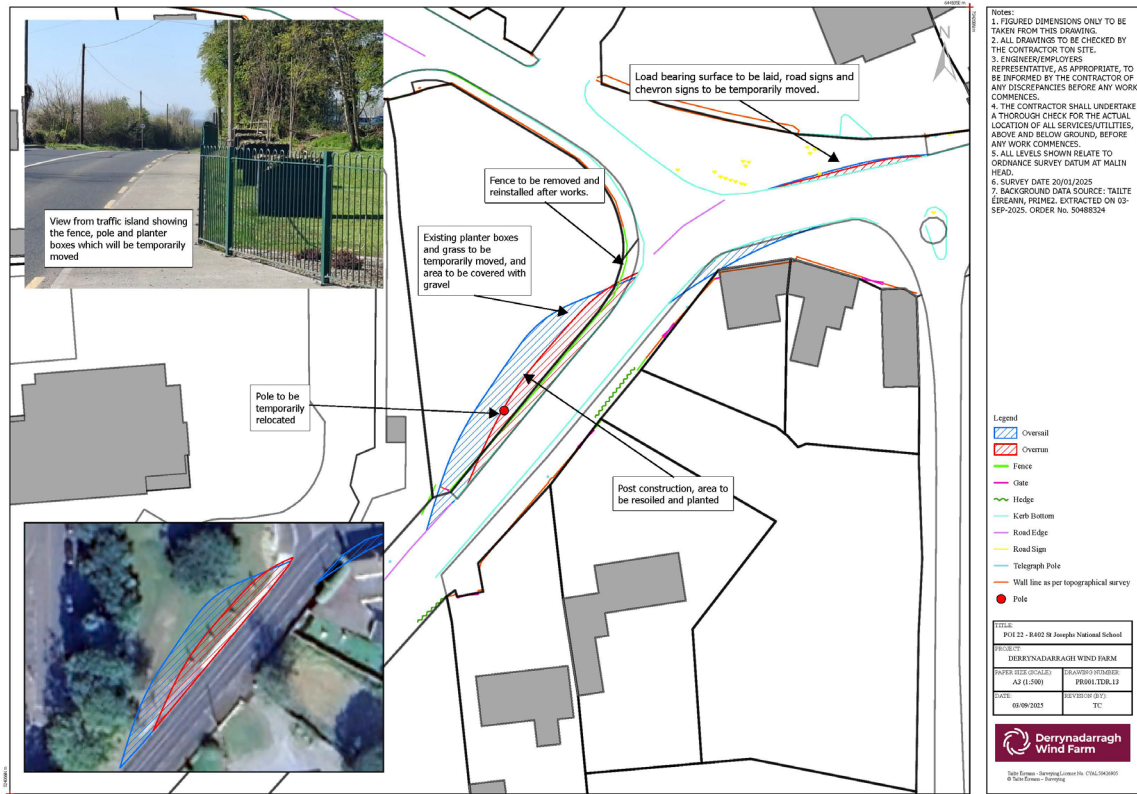 Notes:
1. FIGURED DIMENSIONS ONLY TO BE
TAKEN FROM THIS DRAWING.
2. ALL DRAWINGS TO BE CHECKED BY
THE CONTRACTOR TON SITE.
3. ENGINEER/EMPLOYERS
REPRESENTATIVE, AS APPROPRIATE, TO
BE INFORMED BY THE CONTRACTOR OF
ANY DISCREPANCIES BEFORE ANY WORK
COMMENCES.
4. THE CONTRACTOR SHALL UNDERTAKE
A THOROUGH CHECK FOR THE ACTUAL
LOCATION OF ALL SERVICES/UTILITIES,
ABOVE AND BELOW GROUND, BEFORE
ANY WORK COMMENCES.
5. ALL LEVELS SHOWN RELATE TO
ORDNANCE SURVEY DATUM AT MALIN
HEAD.
6. SURVEY DATE 20/01/2025
7. BACKGROUND DATA SOURCE: TAILTE
ÉIREANN, PRIME2. EXTRACTED ON 03-
SEP-2025. ORDER No. 50488324
N
Load bearing surface to be laid, road signs and
chevron signs to be temporarily moved.
Fence to be removed and
reinstalled after works.
View from traffic island showing
the fence, pole and planter
boxes which will be temporarily
moved
Existing planter boxes
and grass to be
temporarily moved, and
area to be covered with
gravel
Pole to be
temporarily
relocated
Post construction, area to
be resoiled and planted
Legend
Oversail
Overrun
Fence
Gate
Hedge
Kerb Bottom
Road Edge
Road Sign
Telegraph Pole
Wall line as per topographical survey
Pole
TITLE:
POI 22 - R402 St Josephs National School
PROJECT:
DERRYNADARRAGH WIND FARM
PAPER SIZE (SCALE):
A3 (1:500)
DRAWING NUMBER:
PR001.TDR.13
DATE:
03/09/2025
REVISION (BY):
TC
Derrynadarragh
Wind Farm
© Tailte Éireann – Surveying